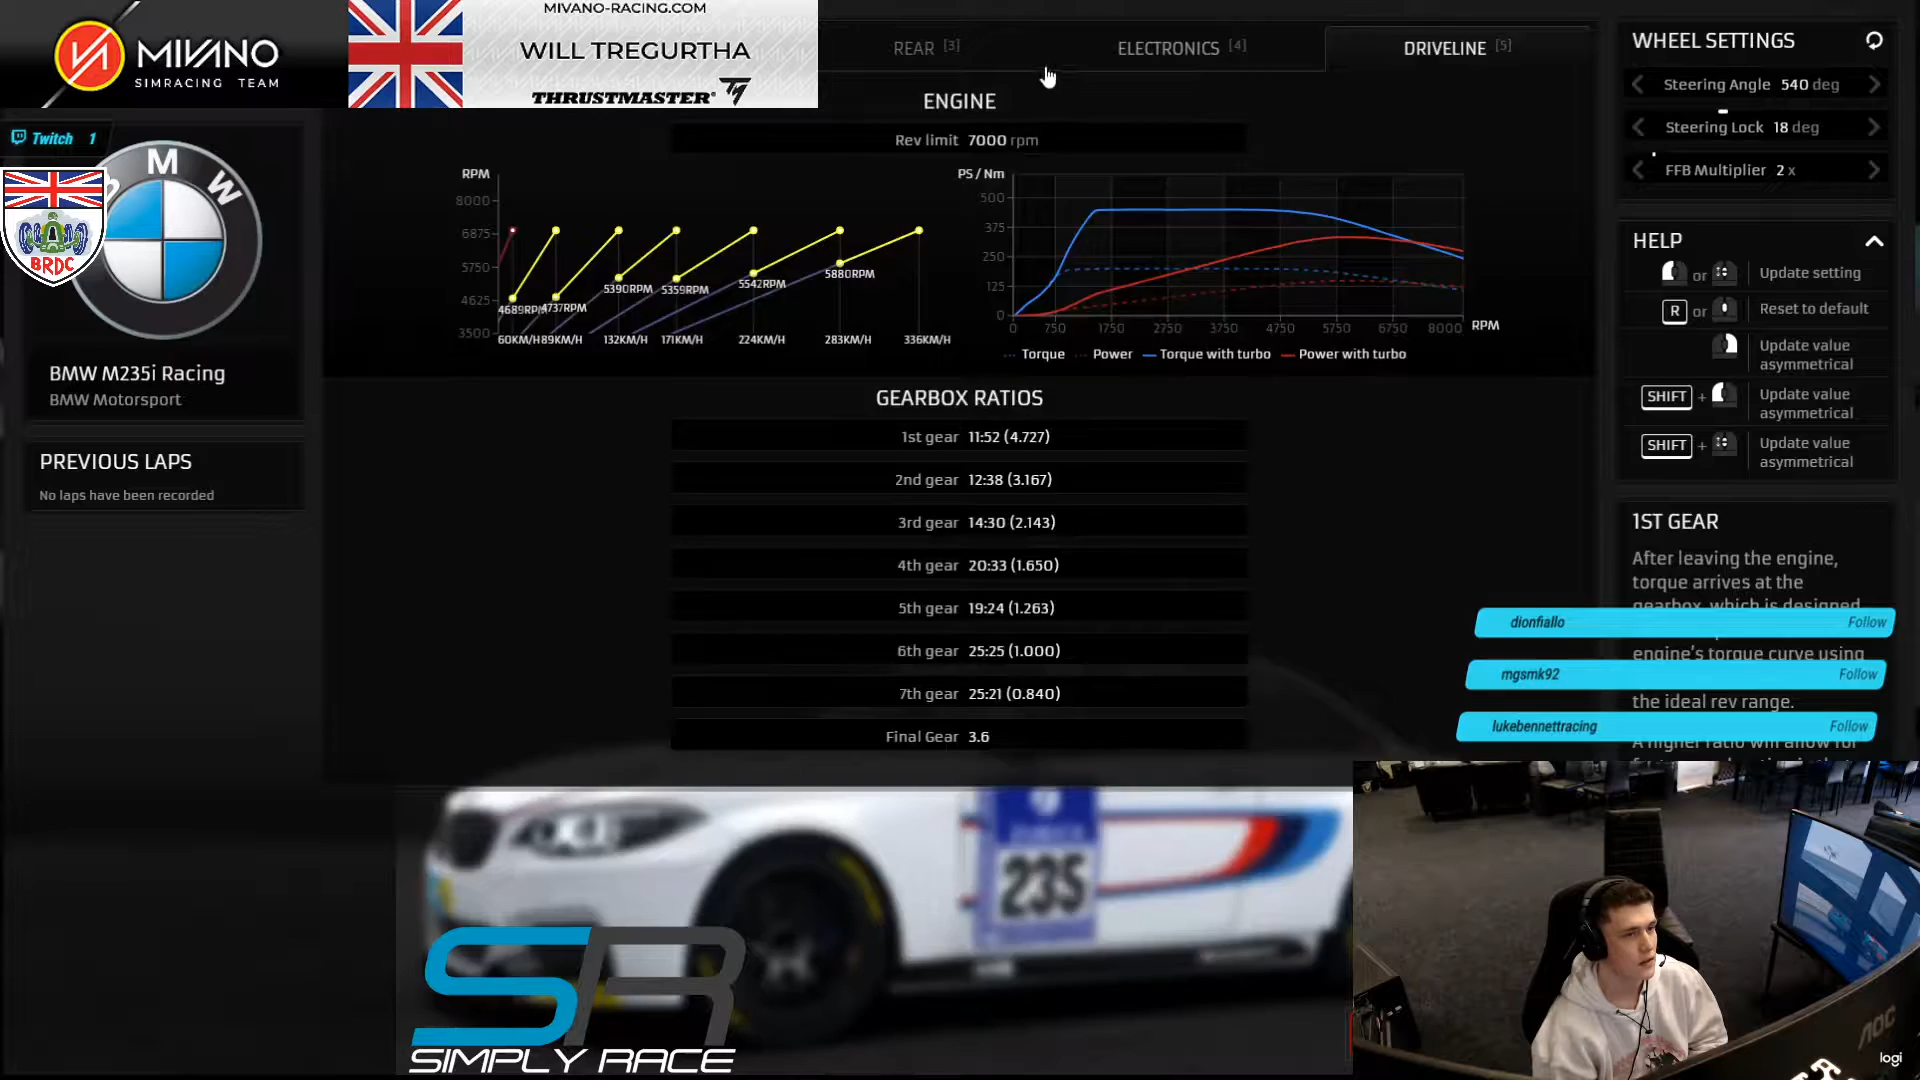 MIVANO
SIMRACING TEAM
MIVANO-RACING.COM
WILL TREGURTHA
THRUSTMASTER
REAR [3]
ELECTRONICS [4]
DRIVELINE [5]
WHEEL SETTINGS
Steering Angle 540 deg
Steering Lock 18 deg
FFB Multiplier 2 x
Twitch 1
BRDC
M W
BMW M235i Racing
BMW Motorsport
PREVIOUS LAPS
No laps have been recorded
ENGINE
Rev limit 7000 rpm
RPM
8000
6875
5750
4625
3500
4689RPM
4737RPM
5390RPM
5359RPM
5542RPM
5880RPM
60KM/H
89KM/H
132KM/H
171KM/H
224KM/H
283KM/H
336KM/H
PS / Nm
500
375
250
125
0
0 750 1750 2750 3750 4750 5750 6750 8000 RPM
Torque Power Torque with turbo Power with turbo
GEARBOX RATIOS
1st gear 11:52 (4.727)
2nd gear 12:38 (3.167)
3rd gear 14:30 (2.143)
4th gear 20:33 (1.650)
5th gear 19:24 (1.263)
6th gear 25:25 (1.000)
7th gear 25:21 (0.840)
Final Gear 3.6
HELP
or Update setting
R or Reset to default
Update value
asymmetrical
SHIFT + Update value
asymmetrical
SHIFT + Update value
asymmetrical
1ST GEAR
After leaving the engine,
torque arrives at the
gearbox, which is designed
dionfiallo Follow
engine's torque curve using
mgsmk92 Follow
the ideal rev range.
lukebennettracing Follow
A higher ratio will allow for
235
SR
SIMPLY RACE
AOC
logi